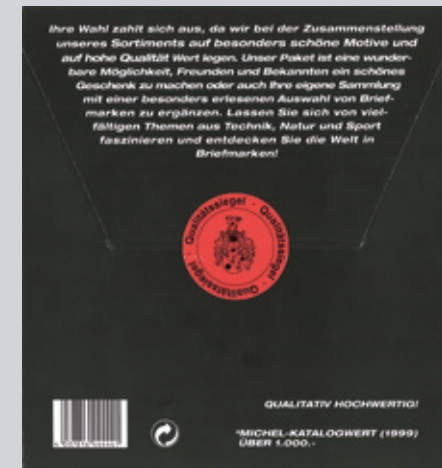 Ihre Wahl zahlt sich aus, da wir bei der Zusammenstellung
unseres Sortiments auf besonders schöne Motive und
auf hohe Qualität Wert legen. Unser Paket ist eine wunder-
bare Möglichkeit, Freunden und Bekannten ein schönes
Geschenk zu machen oder auch Ihre eigene Sammlung
mit einer besonders erlesenen Auswahl von Brief-
marken zu ergänzen. Lassen Sie sich von viel-
fältigen Themen aus Technik, Natur und Sport
faszinieren und entdecken Sie die Welt in
Briefmarken!
Qualitätssiegel · Qualitätssiegel · Qualitätssiegel ·
QUALITATIV HOCHWERTIG!
*MICHEL-KATALOGWERT (1999)
ÜBER 1.000.-